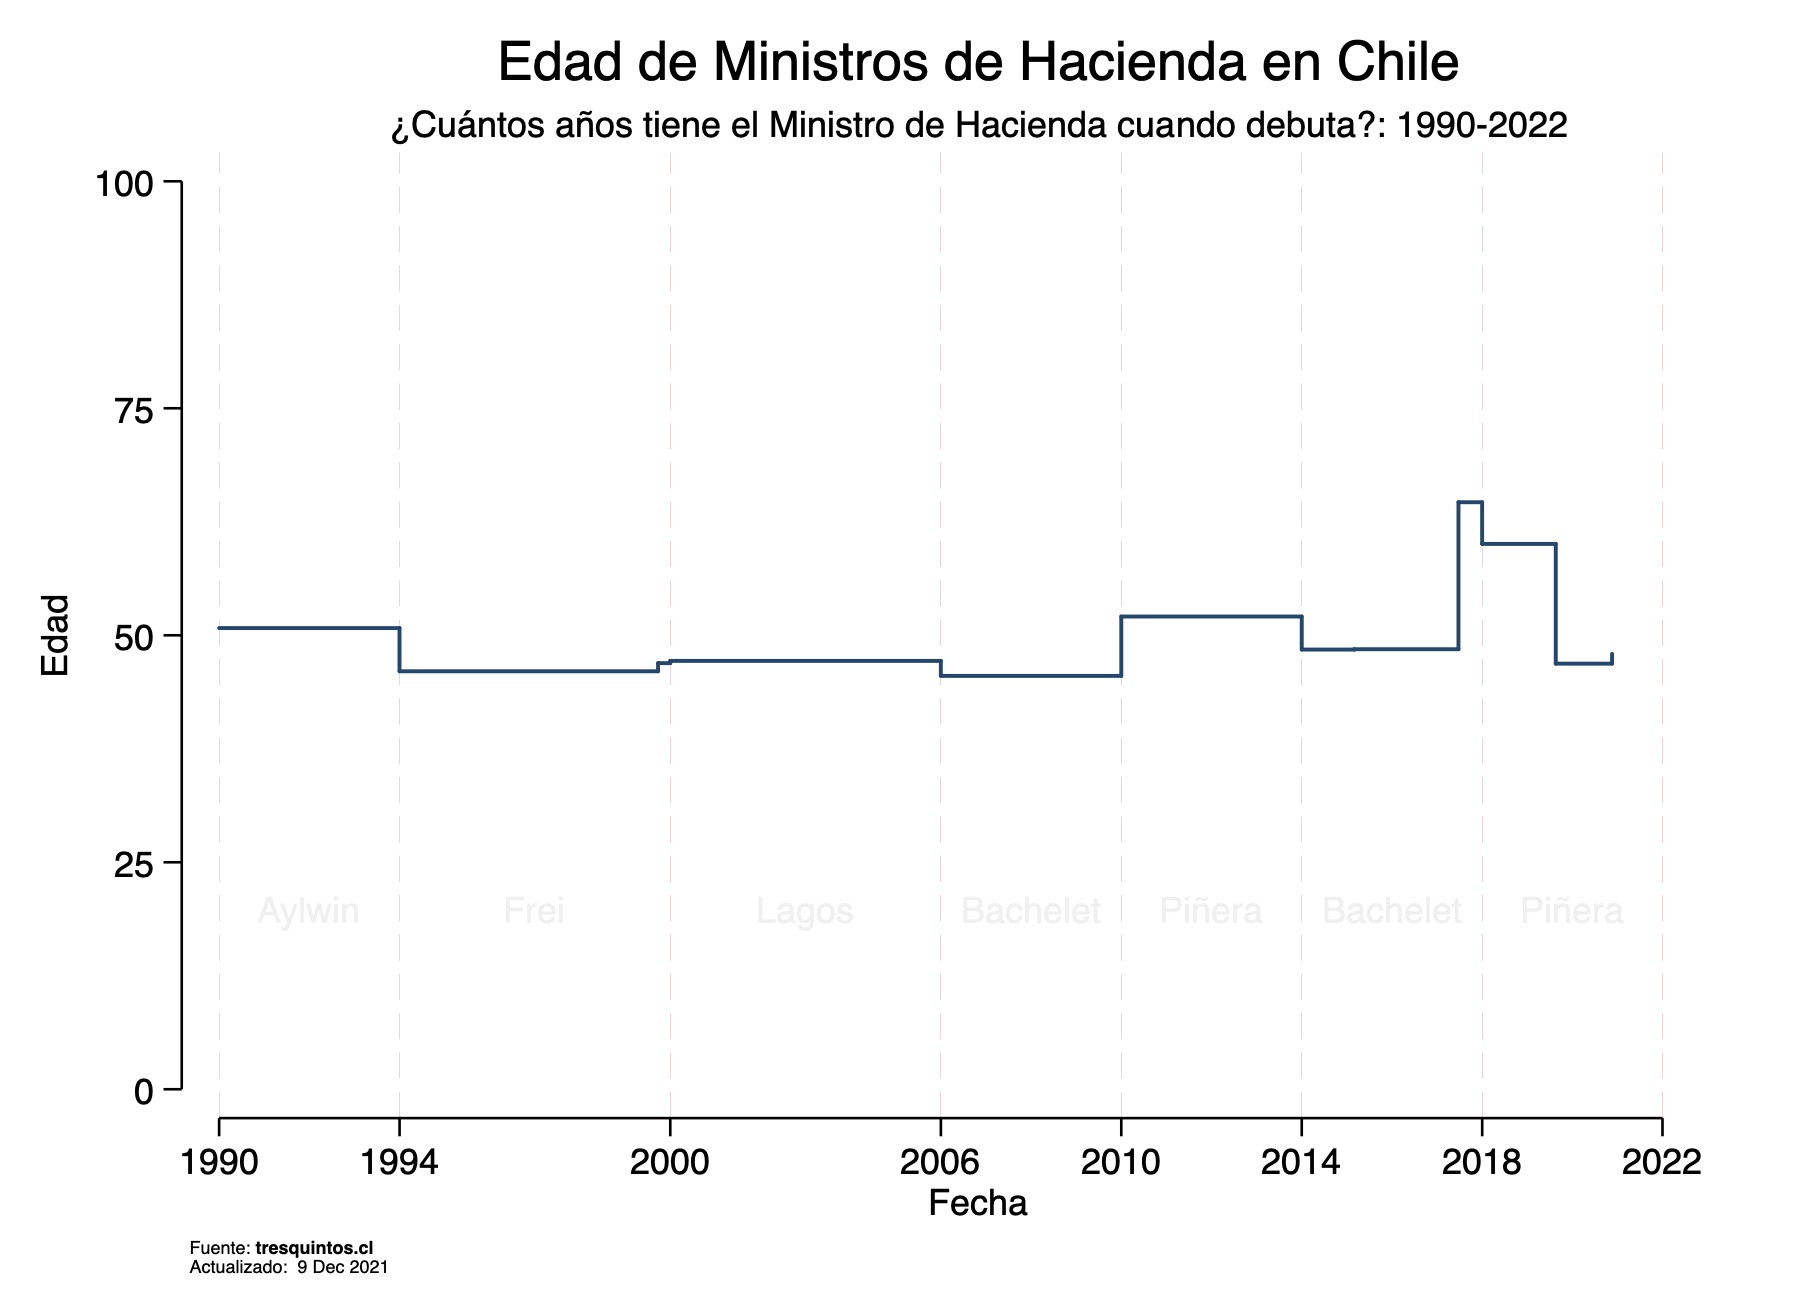 Edad de Ministros de Hacienda en Chile
¿Cuántos años tiene el Ministro de Hacienda cuando debuta?: 1990-2022
100
75
50
25
0
Edad
Aylwin Frei Lagos Bachelet Piñera Bachelet Piñera
1990 1994 2000 2006 2010 2014 2018 2022
Fecha
Fuente: tresquintos.cl
Actualizado: 9 Dec 2021